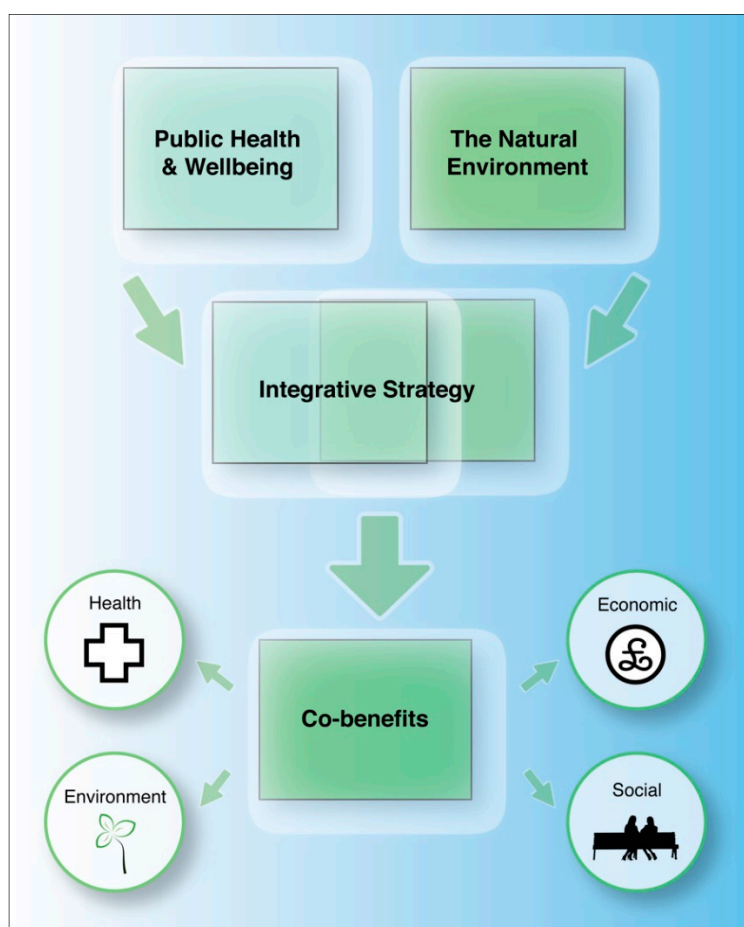 Public Health
& Wellbeing
The Natural
Environment
Integrative Strategy
Health
Economic
£
Co-benefits
Environment
Social